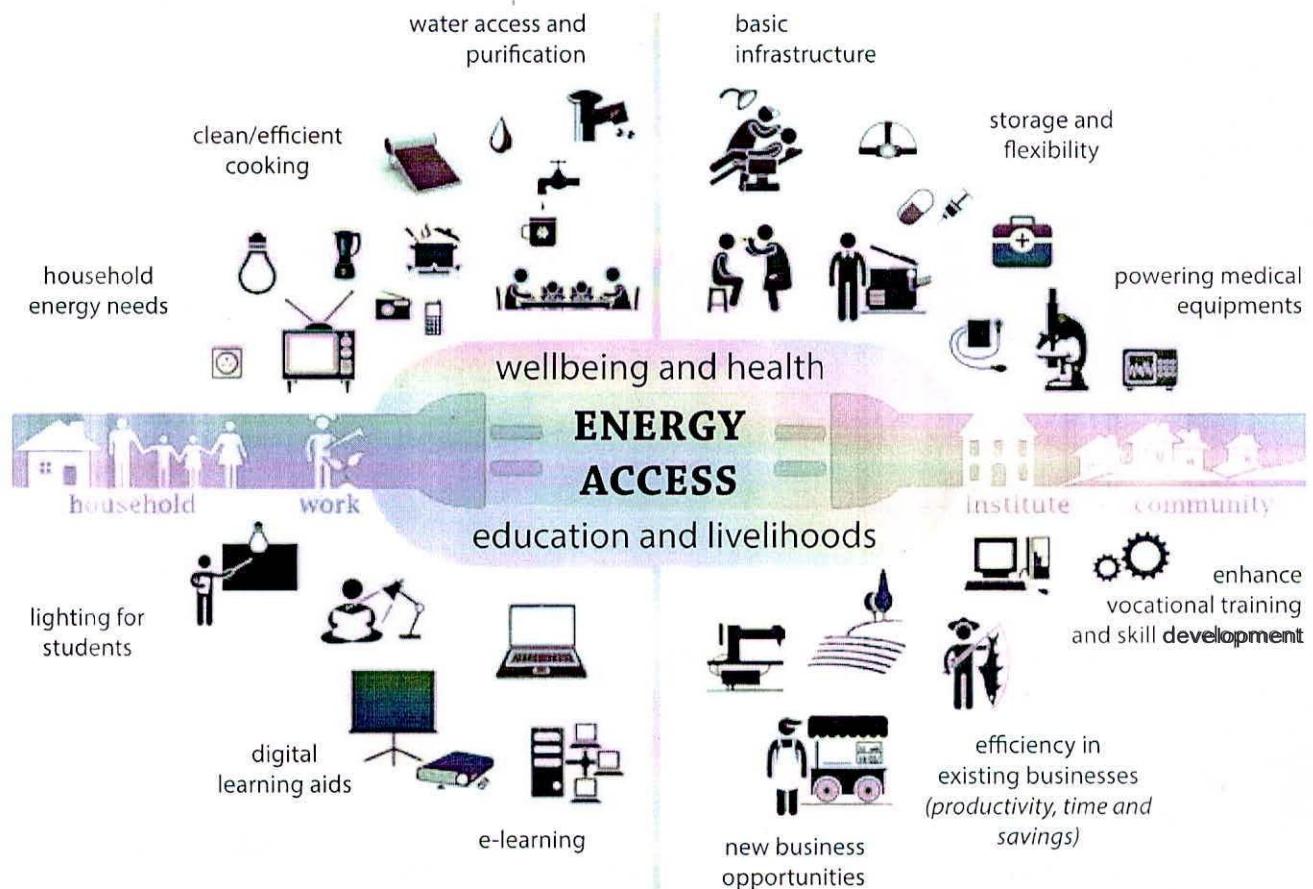 water access and
purification
basic
infrastructure
clean/efficient
cooking
storage and
flexibility
household
energy needs
powering medical
equipments
wellbeing and health
ENERGY
ACCESS
education and livelihoods
household
work
institute
community
lighting for
students
enhance
vocational training
and skill development
digital
learning aids
e-learning
efficiency in
existing businesses
(productivity, time and
savings)
new business
opportunities